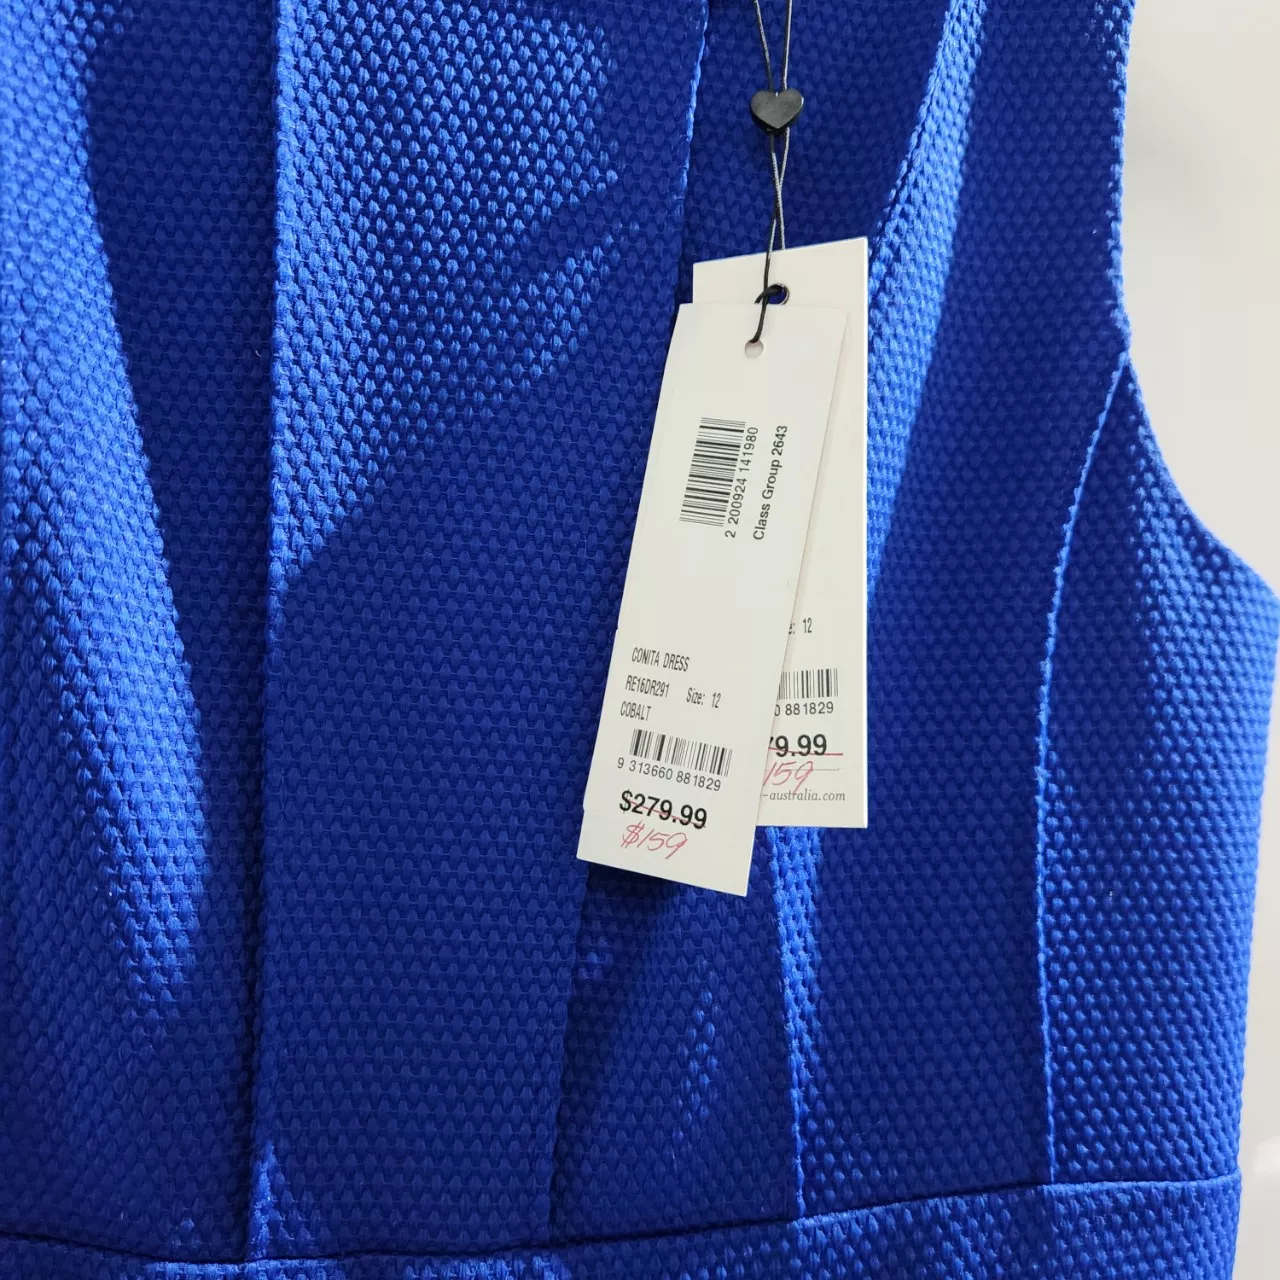 2 200924 141980
Class Group 2643
CONITA DRESS
RE16DR291 Size: 12
COBALT
9 313660 881829
$279.99
$159
e: 12
0 881829
79.99
159
-australia.com